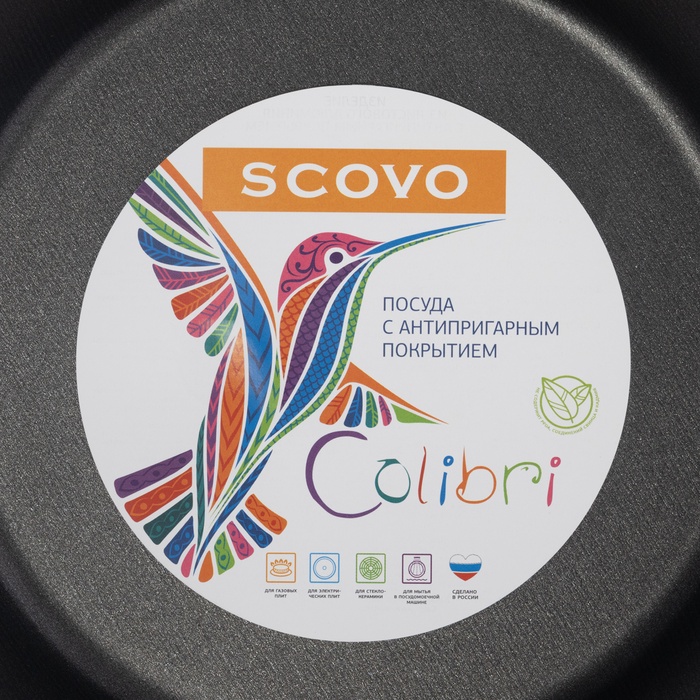 SCOVO
ПОСУДА
С АНТИПРИГАРНЫМ
ПОКРЫТИЕМ
Colibri
ДЛЯ ГАЗОВЫХ
ПЛИТ
ДЛЯ ЭЛЕКТРИ-
ЧЕСКИХ ПЛИТ
ДЛЯ СТЕКЛО-
КЕРАМИКИ
ДЛЯ МЫТЬЯ
В ПОСУДОМОЕЧНОЙ
МАШИНЕ
СДЕЛАНО
В РОССИИ